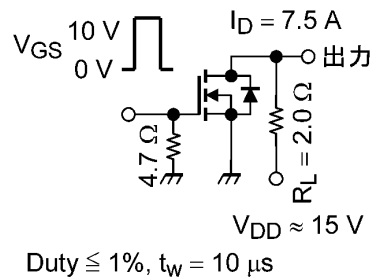 I_D = 7.5 A
V_GS
10 V
0 V
出力
4.7 Ω
R_L = 2.0 Ω
V_DD ≈ 15 V
Duty ≦ 1%, t_w = 10 μs